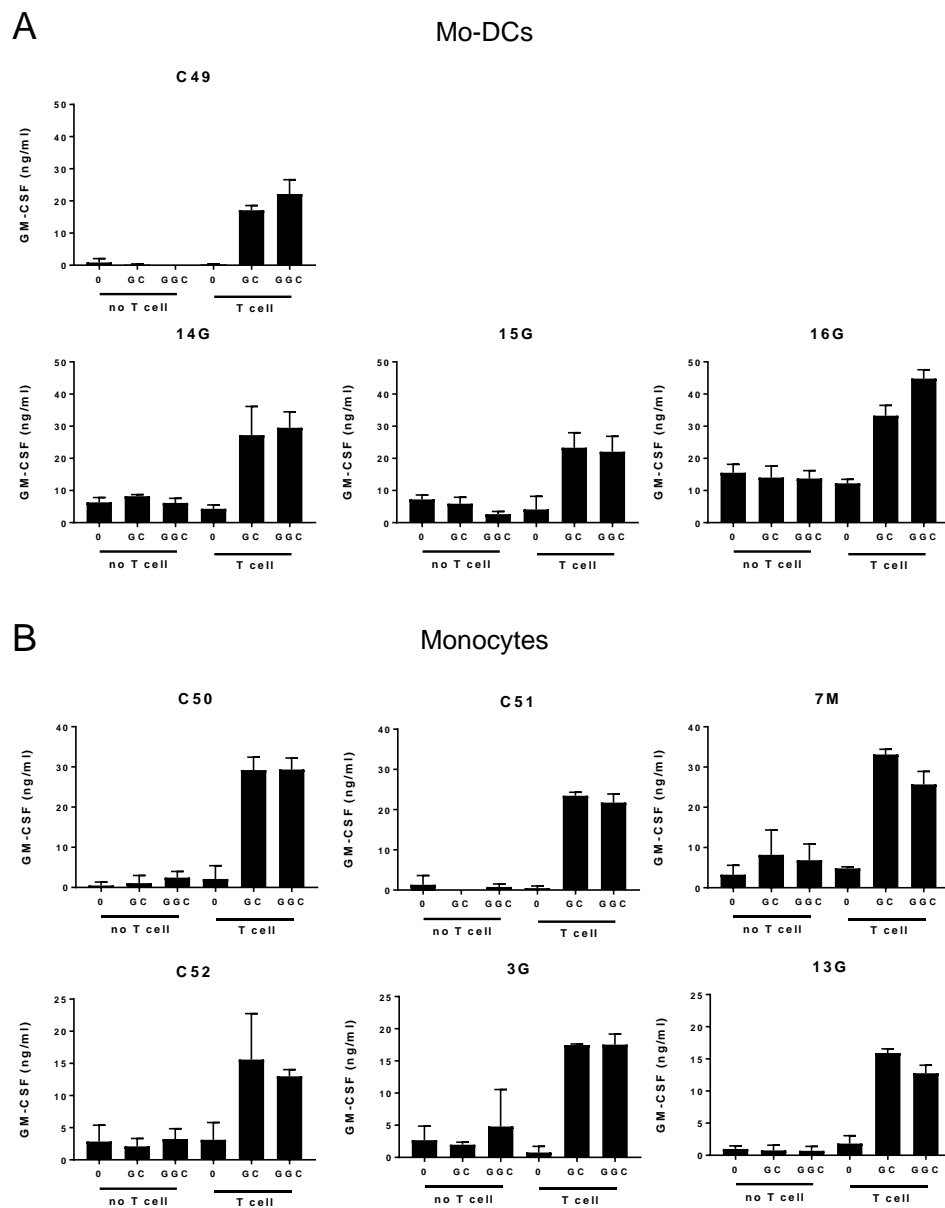 A
Mo-DCs
C49
GM-CSF (ng/ml)
50
40
30
20
10
0
0 GC GGC 0 GC GGC
no T cell T cell
14G
GM-CSF (ng/ml)
50
40
30
20
10
0
0 GC GGC 0 GC GGC
no T cell T cell
15G
GM-CSF (ng/ml)
50
40
30
20
10
0
0 GC GGC 0 GC GGC
no T cell T cell
16G
GM-CSF (ng/ml)
50
40
30
20
10
0
0 GC GGC 0 GC GGC
no T cell T cell
B
Monocytes
C50
GM-CSF (ng/ml)
40
30
20
10
0
0 GC GGC 0 GC GGC
no T cell T cell
C51
GM-CSF (ng/ml)
40
30
20
10
0
0 GC GGC 0 GC GGC
no T cell T cell
7M
GM-CSF (ng/ml)
40
30
20
10
0
0 GC GGC 0 GC GGC
no T cell T cell
C52
GM-CSF (ng/ml)
25
20
15
10
5
0
0 GC GGC 0 GC GGC
no T cell T cell
3G
GM-CSF (ng/ml)
25
20
15
10
5
0
0 GC GGC 0 GC GGC
no T cell T cell
13G
GM-CSF (ng/ml)
25
20
15
10
5
0
0 GC GGC 0 GC GGC
no T cell T cell